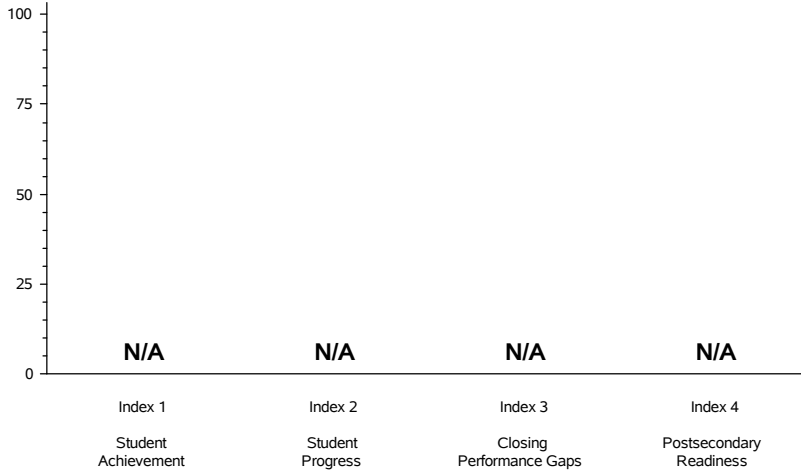 100
75
50
25
0
N/A N/A N/A N/A
Index 1 Index 2 Index 3 Index 4
Student Student Closing Postsecondary
Achievement Progress Performance Gaps Readiness